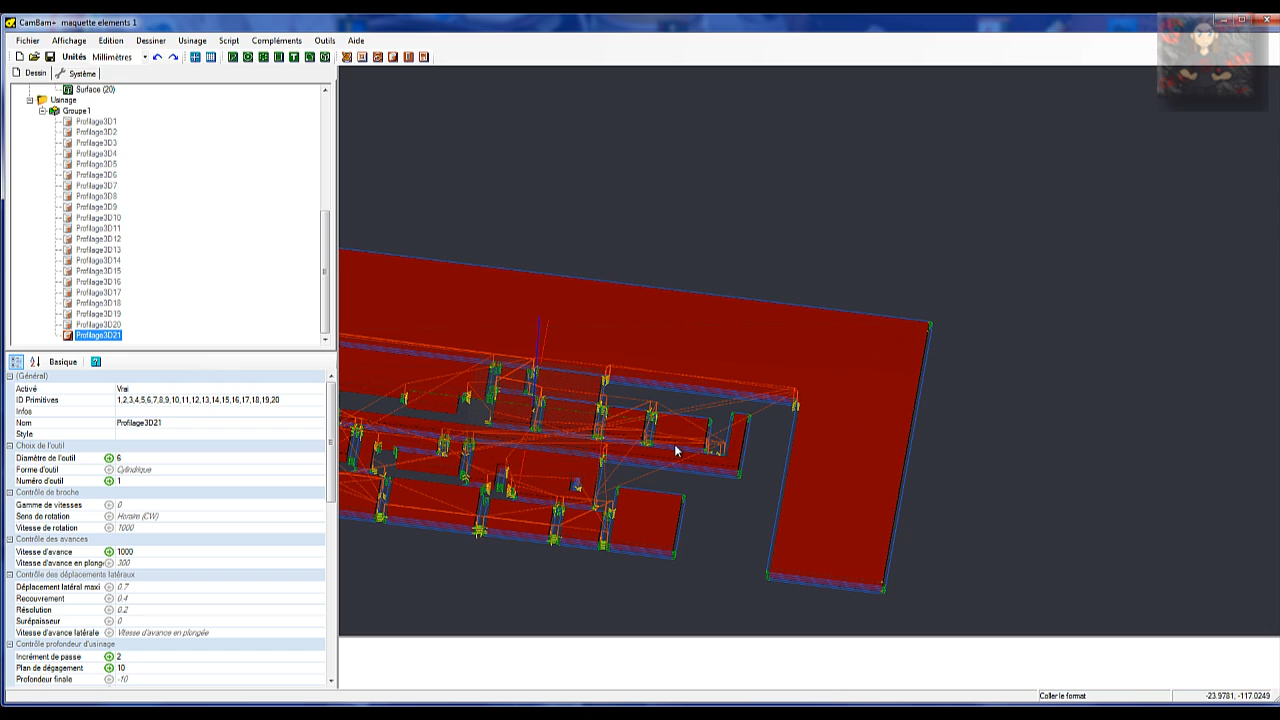 CamBam+ maquette elements 1
Fichier Affichage Edition Dessiner Usinage Script Compléments Outils Aide
Unités Millimètres
Dessin Système
Surface (20)
Usinage
Groupe1
Profilage3D1
Profilage3D2
Profilage3D3
Profilage3D4
Profilage3D5
Profilage3D6
Profilage3D7
Profilage3D8
Profilage3D9
Profilage3D10
Profilage3D11
Profilage3D12
Profilage3D13
Profilage3D14
Profilage3D15
Profilage3D16
Profilage3D17
Profilage3D18
Profilage3D19
Profilage3D20
Profilage3D21
Basique
(Général)
Activé Vrai
ID Primitives 1,2,3,4,5,6,7,8,9,10,11,12,13,14,15,16,17,18,19,20
Infos
Nom Profilage3D21
Style
Choix de l'outil
Diamètre de l'outil 6
Forme d'outil Cylindrique
Numéro d'outil 1
Contrôle de broche
Gamme de vitesses 0
Sens de rotation Horaire (CW)
Vitesse de rotation 1000
Contrôle des avances
Vitesse d'avance 1000
Vitesse d'avance en plong 300
Contrôle des déplacements latéraux
Déplacement latéral maxi 0.7
Recouvrement 0.4
Résolution 0.2
Surépaisseur 0
Vitesse d'avance latérale Vitesse d'avance en plongée
Contrôle profondeur d'usinage
Incrément de passe 2
Plan de dégagement 10
Profondeur finale -10
Coller le format -23.9781, -117.0249